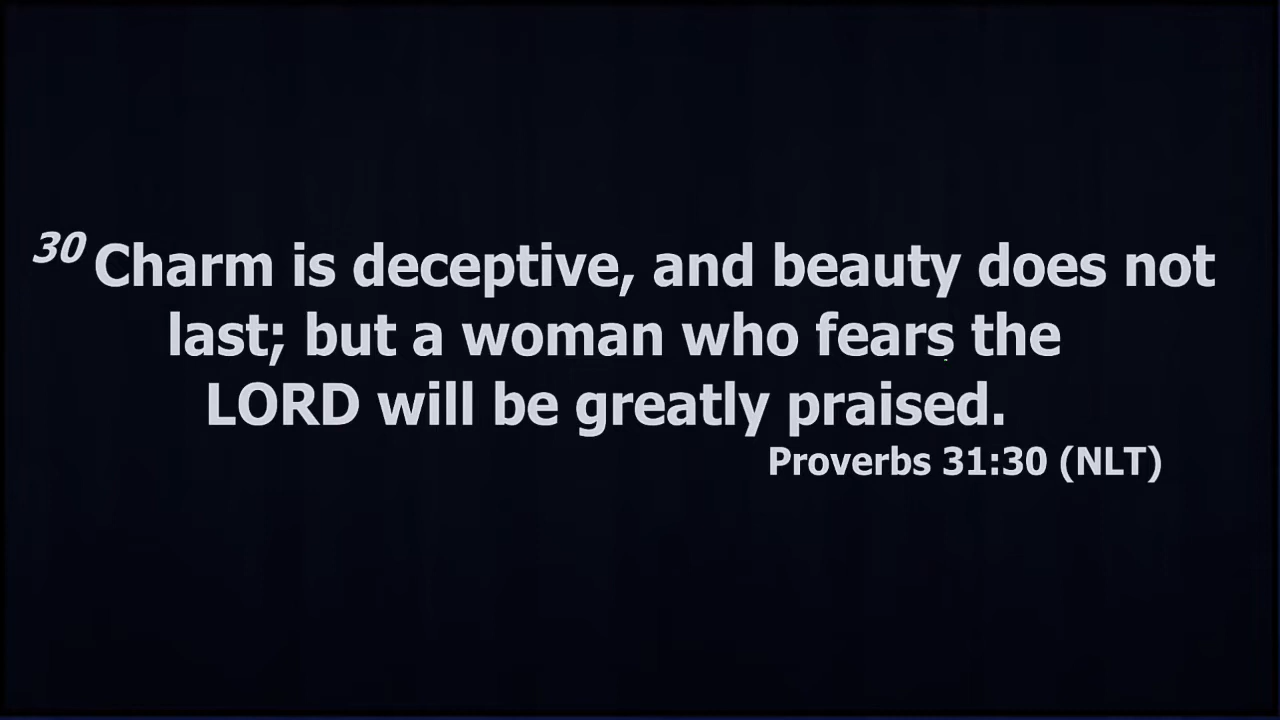 30 Charm is deceptive, and beauty does not
last; but a woman who fears the
LORD will be greatly praised.
Proverbs 31:30 (NLT)